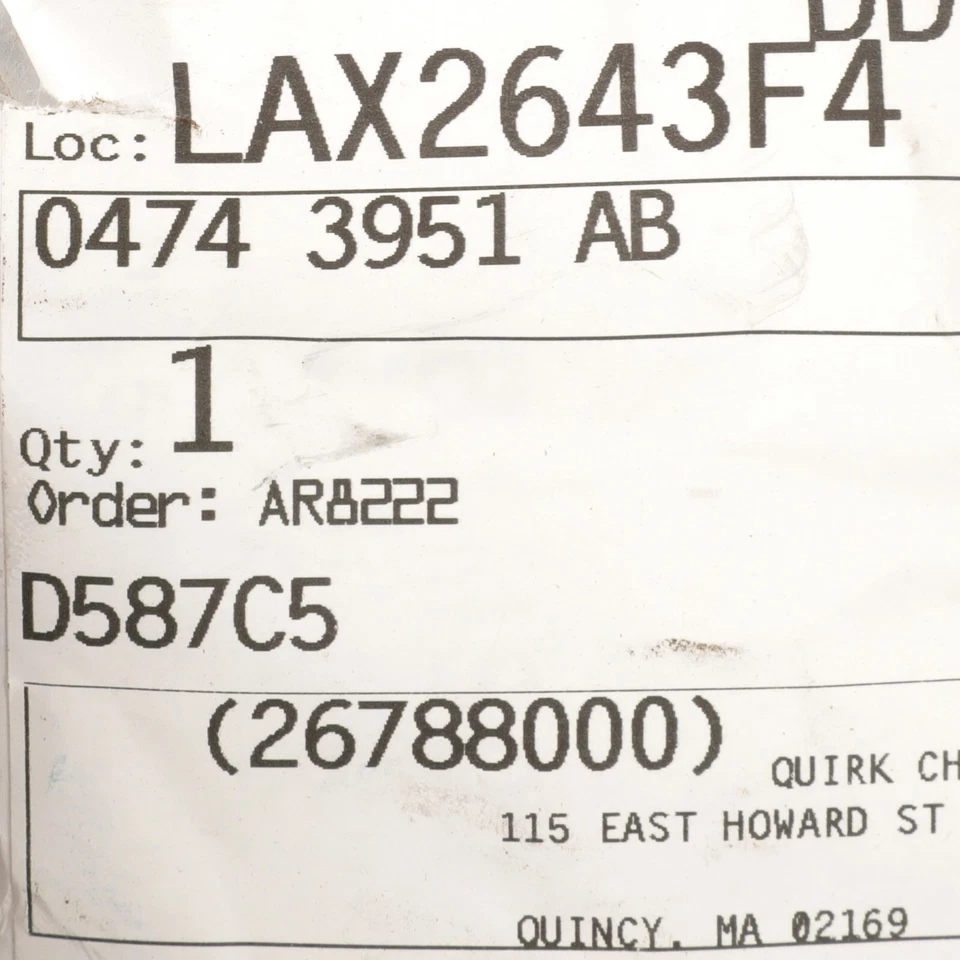 DD
Loc: LAX2643F4
0474 3951 AB
Qty: 1
Order: AR8222
D587C5
(26788000)
QUIRK CH
115 EAST HOWARD ST
QUINCY, MA 02169